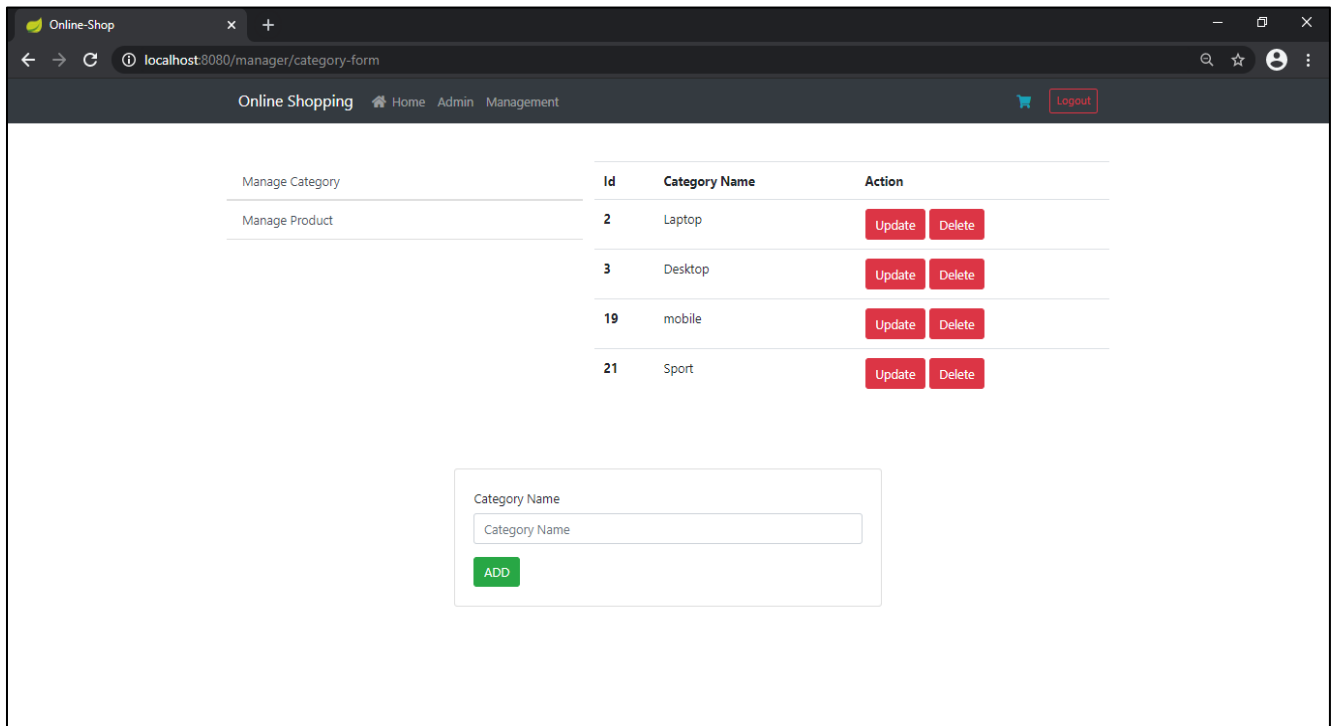 Online-Shop
localhost:8080/manager/category-form
Online Shopping Home Admin Management Logout
Manage Category
Manage Product
Id Category Name Action
2 Laptop Update Delete
3 Desktop Update Delete
19 mobile Update Delete
21 Sport Update Delete
Category Name
Category Name
ADD